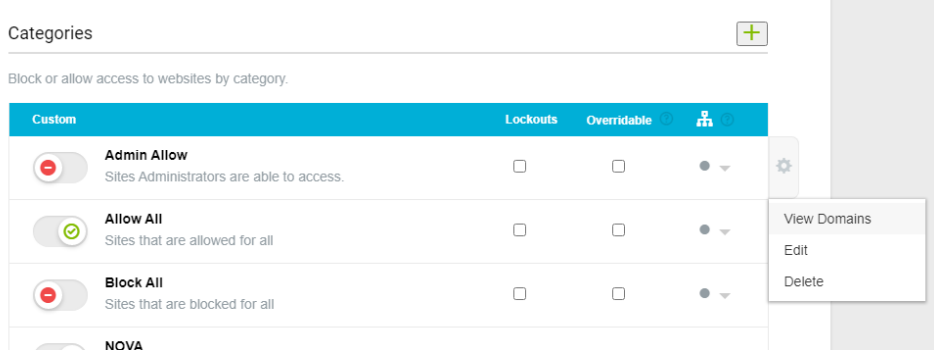 Categories
Block or allow access to websites by category.
Custom Lockouts Overridable ? ?
Admin Allow
Sites Administrators are able to access.
Allow All
Sites that are allowed for all
View Domains
Edit
Delete
Block All
Sites that are blocked for all
NOVA